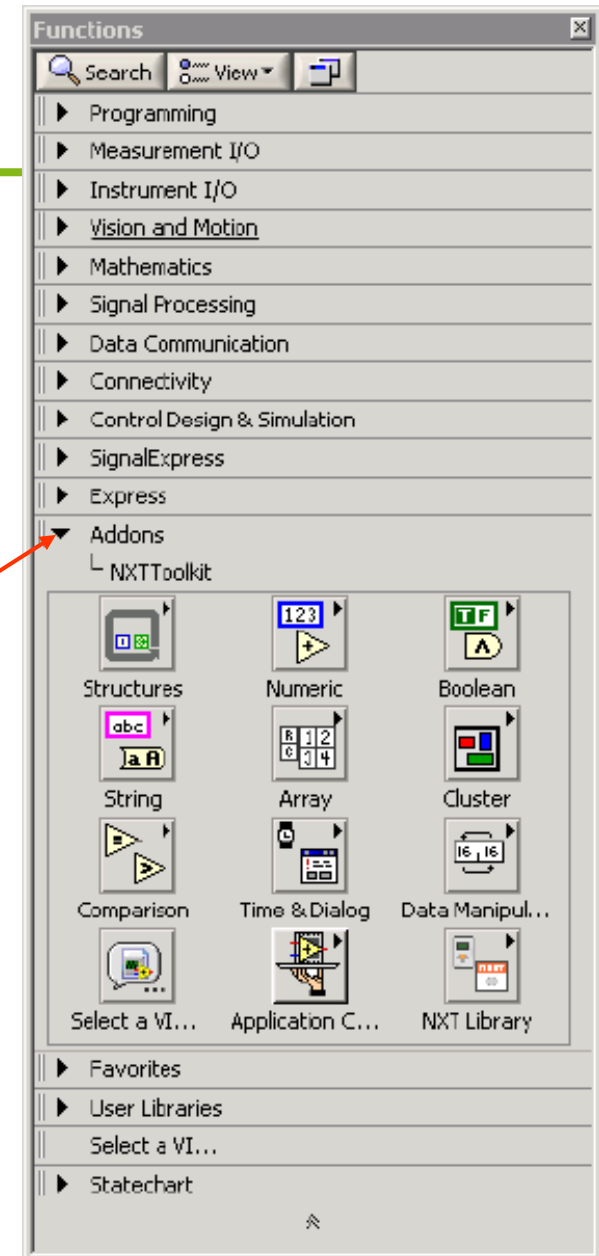 Functions
Search View
Programming
Measurement I/O
Instrument I/O
Vision and Motion
Mathematics
Signal Processing
Data Communication
Connectivity
Control Design & Simulation
SignalExpress
Express
Addons
NXTToolkit
123 TF
Structures Numeric Boolean
abc
a A
String Array Cluster
16 16
Comparison Time & Dialog Data Manipul...
Select a VI... Application C... NXT Library
Favorites
User Libraries
Select a VI...
Statechart